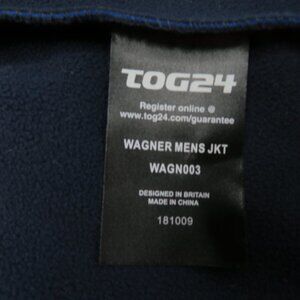 TOG24
Register online @
www.tog24.com/guarantee
WAGNER MENS JKT
WAGN003
DESIGNED IN BRITAIN
MADE IN CHINA
181009